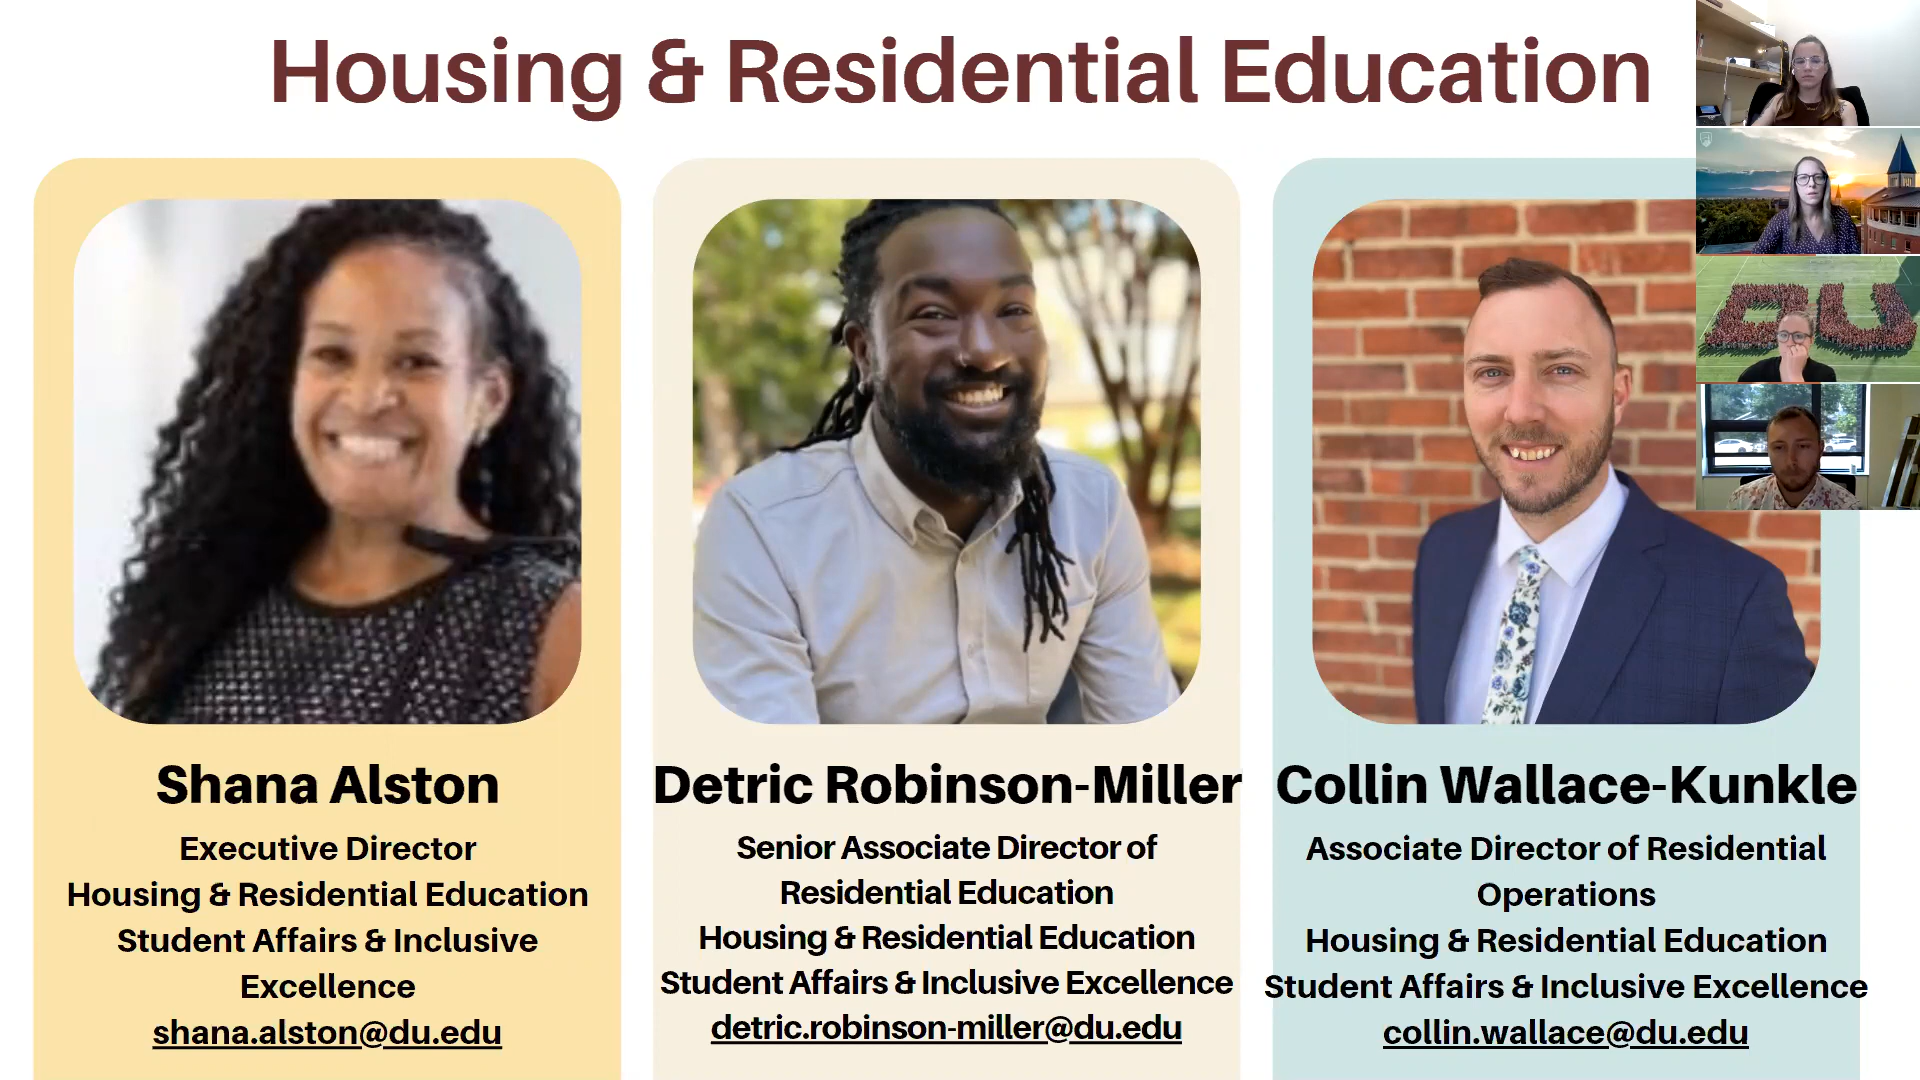 Housing & Residential Education
Shana Alston
Executive Director
Housing & Residential Education
Student Affairs & Inclusive
Excellence
shana.alston@du.edu
Detric Robinson-Miller
Senior Associate Director of
Residential Education
Housing & Residential Education
Student Affairs & Inclusive Excellence
detric.robinson-miller@du.edu
Collin Wallace-Kunkle
Associate Director of Residential
Operations
Housing & Residential Education
Student Affairs & Inclusive Excellence
collin.wallace@du.edu
DU